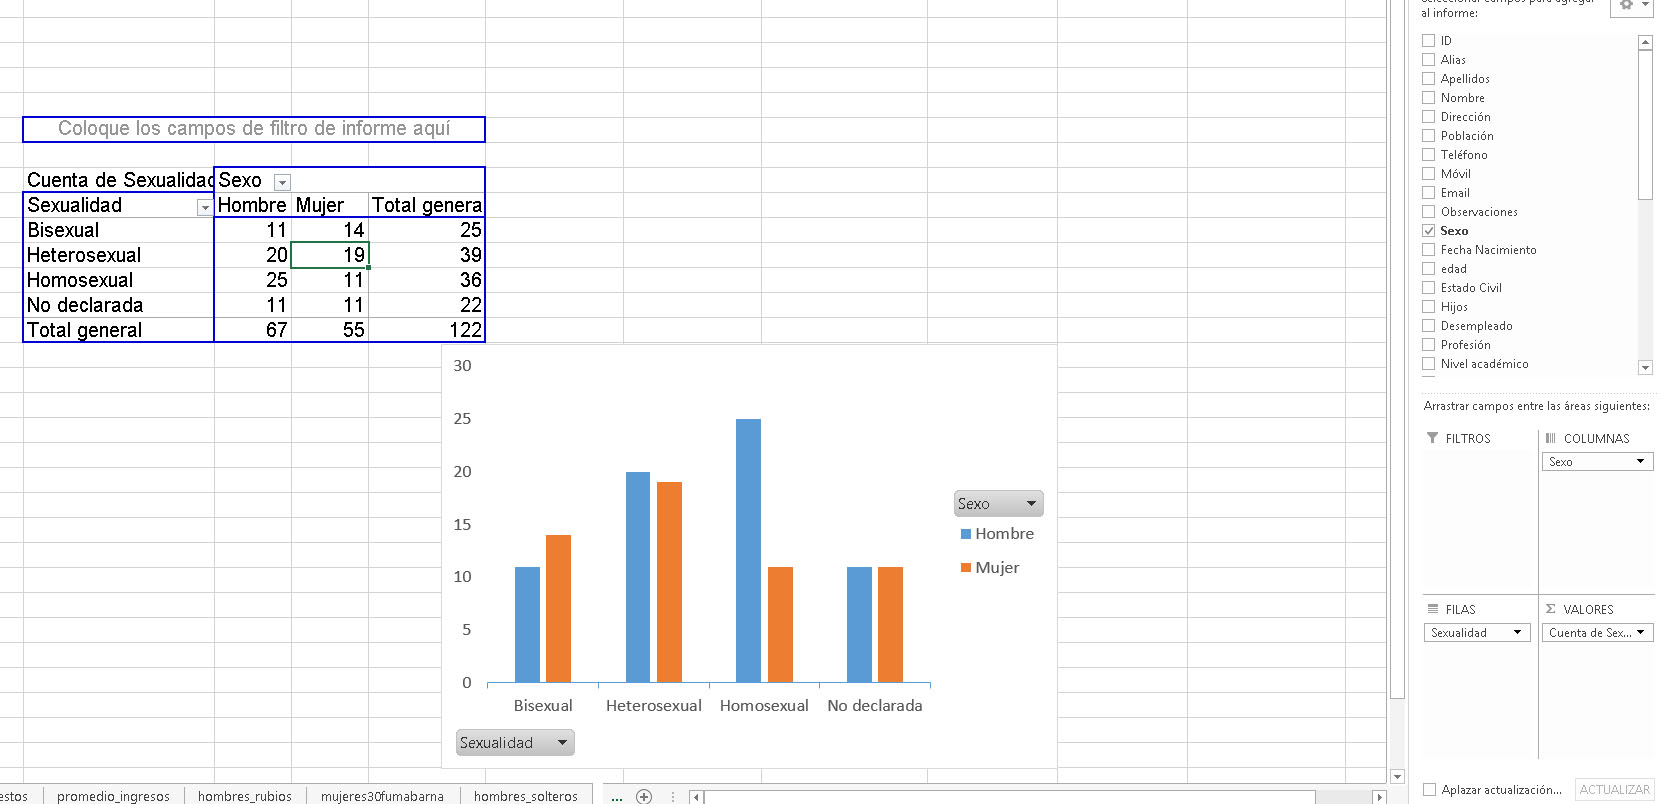 al informe:
ID
Alias
Apellidos
Nombre
Dirección
Población
Teléfono
Móvil
Email
Observaciones
Sexo
Fecha Nacimiento
edad
Estado Civil
Hijos
Desempleado
Profesión
Nivel académico
Coloque los campos de filtro de informe aquí
Cuenta de Sexualidad Sexo
Sexualidad Hombre Mujer Total genera
Bisexual 11 14 25
Heterosexual 20 19 39
Homosexual 25 11 36
No declarada 11 11 22
Total general 67 55 122
30
25
20
15
10
5
0
Bisexual Heterosexual Homosexual No declarada
Sexo
Hombre
Mujer
Sexualidad
Arrastrar campos entre las áreas siguientes:
FILTROS
COLUMNAS
Sexo
FILAS
Sexualidad
Σ VALORES
Cuenta de Sex...
Aplazar actualización... ACTUALIZAR
estos promedio_ingresos hombres_rubios mujeres30fumabarna hombres_solteros ...